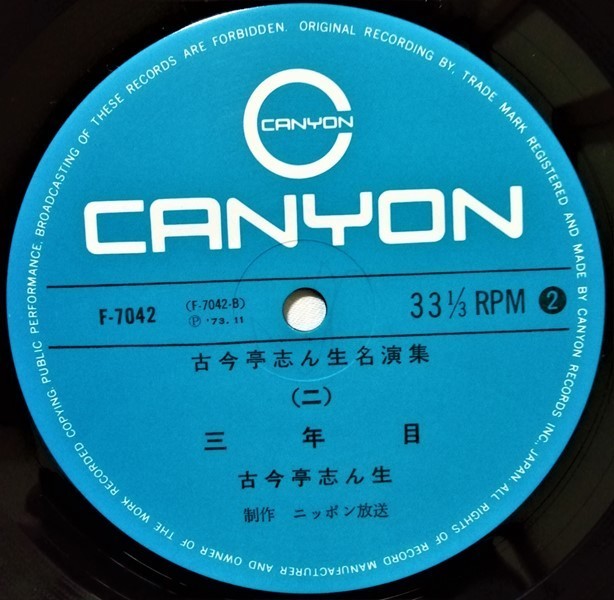 BROADCASTING OF THESE RECORDS ARE FORBIDDEN. ORIGINAL RECORDING BY, TRADE MARK REGISTERED AND MADE BY CANYON RECORDS INC., JAPAN. ALL RIGHTS OF RECORD MANUFACTURER AND OWNER OF THE WORK RECORDED COPYING, PUBLIC PERFORMANCE,
CANYON
CANYON
F-7042 (F-7042-B) 33 1/3 RPM 2
Ⓟ '73.11
古今亭志ん生名演集
(二)
三年目
古今亭志ん生
制作 ニッポン放送